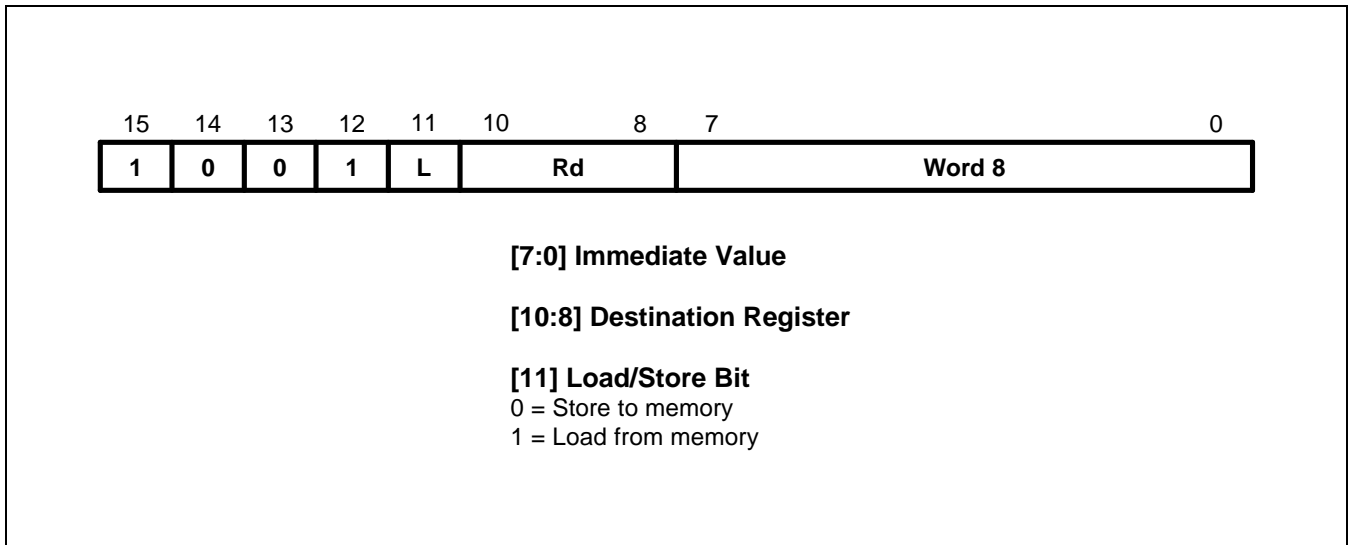 15 14 13 12 11 10 8 7 0
1 0 0 1 L Rd Word 8
[7:0] Immediate Value
[10:8] Destination Register
[11] Load/Store Bit
0 = Store to memory
1 = Load from memory